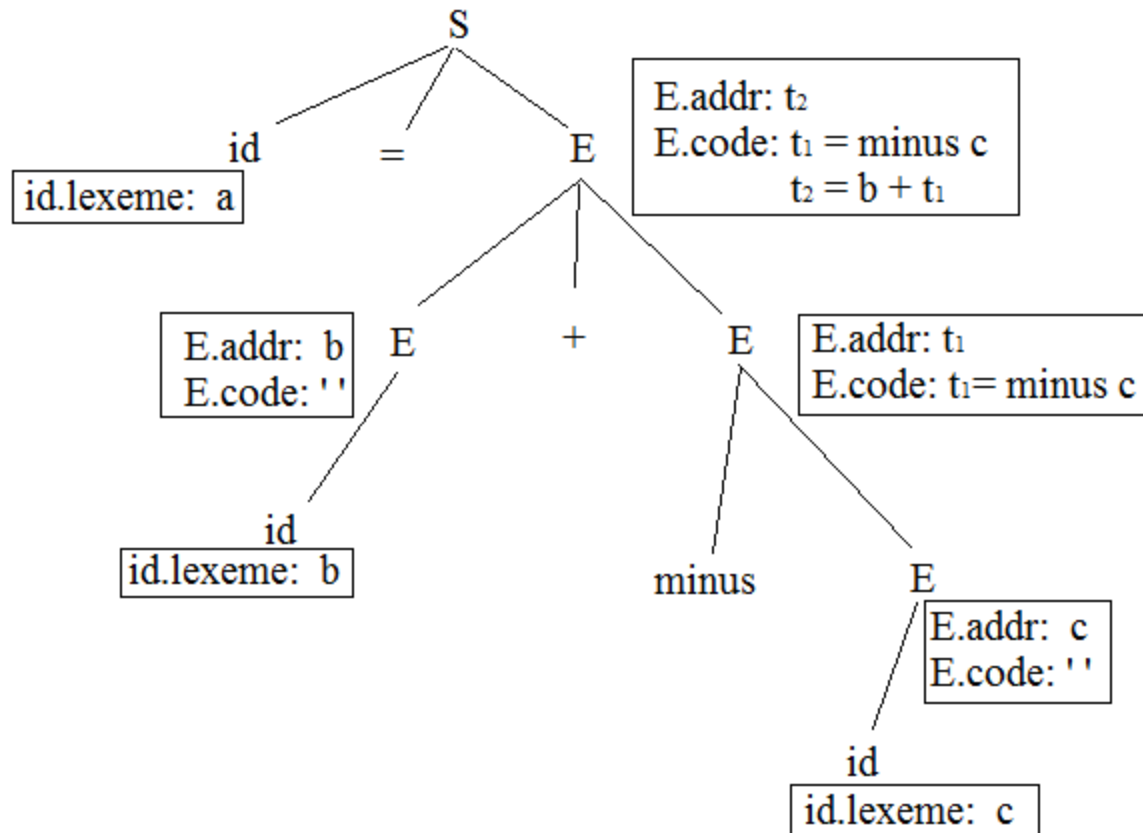 S
E.addr: t₂
E.code: t₁ = minus c
t₂ = b + t₁
id
=
E
id.lexeme: a
E.addr: b
E.code: ' '
E
+
E
E.addr: t₁
E.code: t₁= minus c
id
id.lexeme: b
minus
E
E.addr: c
E.code: ' '
id
id.lexeme: c